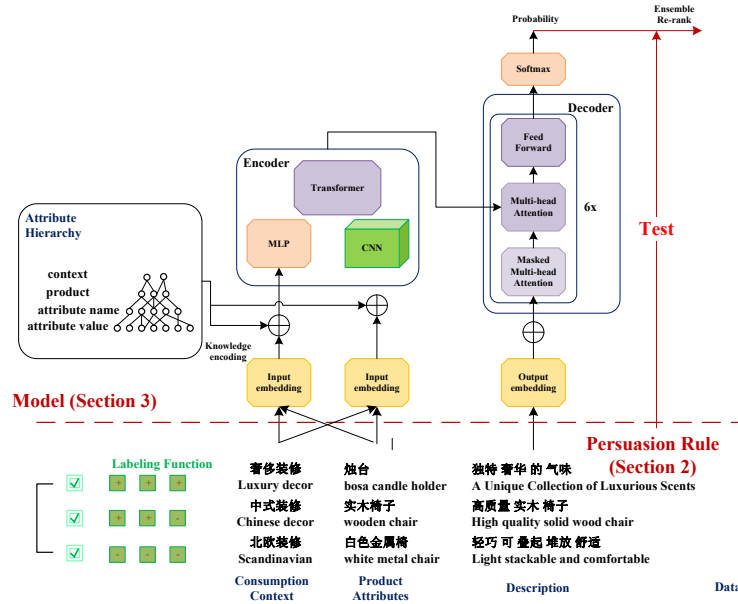 Ensemble
Re-rank
Probability
Softmax
Decoder
Feed
Forward
Multi-head
Attention
6x
Masked
Multi-head
Attention
Encoder
Transformer
MLP
CNN
Attribute
Hierarchy
context
product
attribute name
attribute value
Knowledge
encoding
Input
embedding
Input
embedding
Output
embedding
Test
Model (Section 3)
Persuasion Rule
(Section 2)
Labeling Function
+ + +
+ + -
- - -
奢侈装修 烛台 独特 奢华 的 气味
Luxury decor bosa candle holder A Unique Collection of Luxurious Scents
中式装修 实木椅子 高质量 实木 椅子
Chinese decor wooden chair High quality solid wood chair
北欧装修 白色金属椅 轻巧 可 叠起 堆放 舒适
Scandinavian white metal chair Light stackable and comfortable
Consumption
Context
Product
Attributes
Description
Data